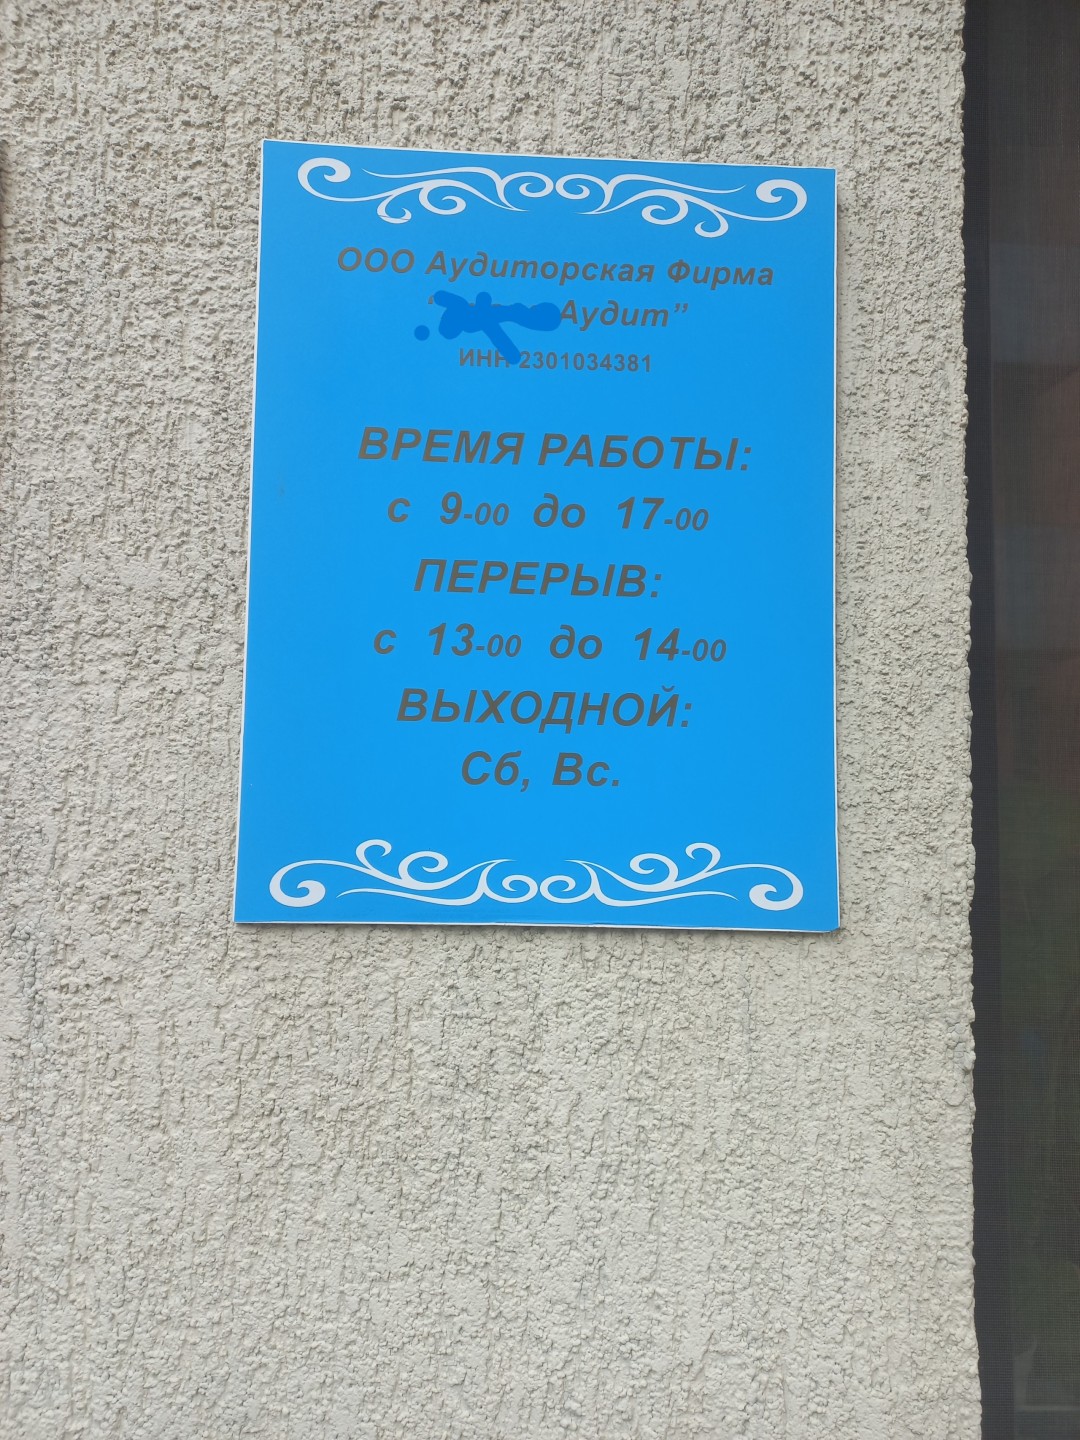 ООО Аудиторская Фирма
Аудит”
ИНН 2301034381
ВРЕМЯ РАБОТЫ:
с 9-00 до 17-00
ПЕРЕРЫВ:
с 13-00 до 14-00
ВЫХОДНОЙ:
Сб, Вс.